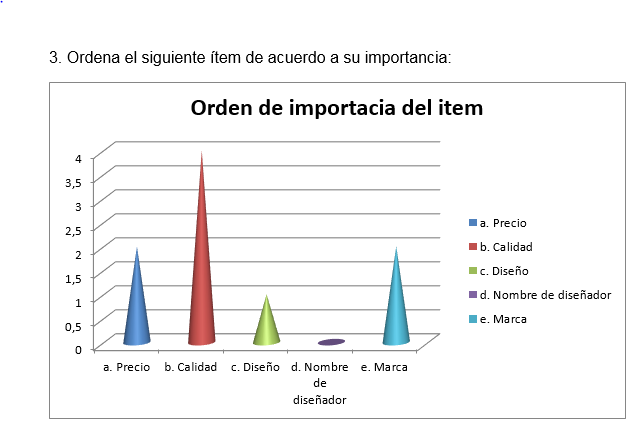 3. Ordena el siguiente ítem de acuerdo a su importancia:
Orden de importacia del item
4
3,5
3
2,5
2
1,5
1
0,5
0
a. Precio
b. Calidad
c. Diseño
d. Nombre
de
diseñador
e. Marca
a. Precio
b. Calidad
c. Diseño
d. Nombre de diseñador
e. Marca